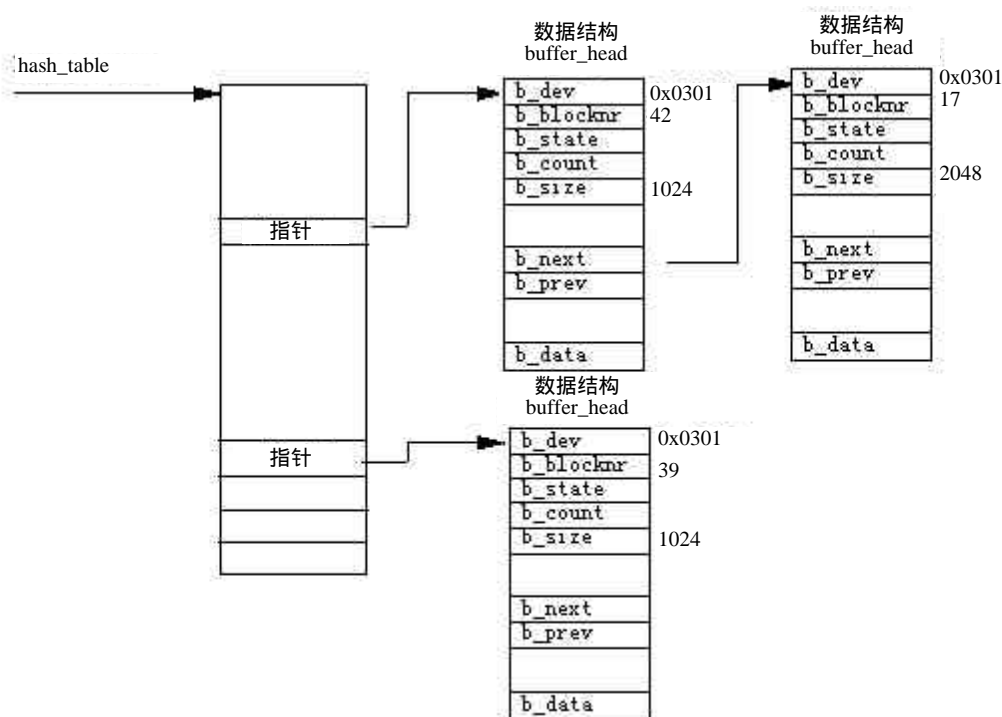 hash_table
指针
指针
数据结构
buffer_head
b_dev 0x0301
b_blocknr 42
b_state
b_count
b_size 1024
b_next
b_prev
b_data
数据结构
buffer_head
b_dev 0x0301
b_blocknr 17
b_state
b_count
b_size 2048
b_next
b_prev
b_data
数据结构
buffer_head
b_dev 0x0301
b_blocknr 39
b_state
b_count
b_size 1024
b_next
b_prev
b_data